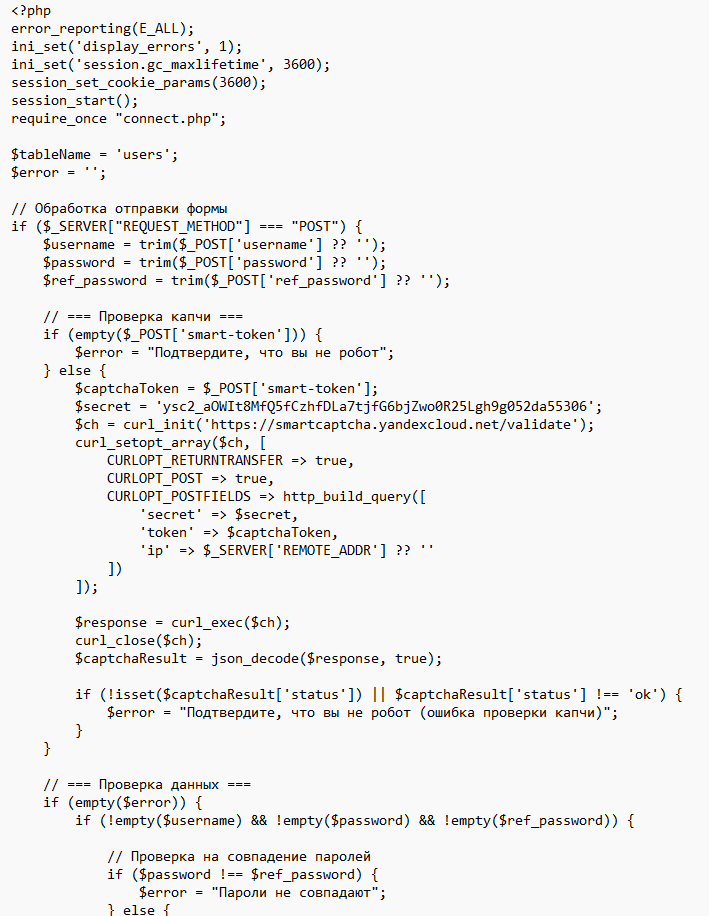 <?php
error_reporting(E_ALL);
ini_set('display_errors', 1);
ini_set('session.gc_maxlifetime', 3600);
session_set_cookie_params(3600);
session_start();
require_once "connect.php";

$tableName = 'users';
$error = '';

// Обработка отправки формы
if ($_SERVER["REQUEST_METHOD"] === "POST") {
    $username = trim($_POST['username'] ?? '');
    $password = trim($_POST['password'] ?? '');
    $ref_password = trim($_POST['ref_password'] ?? '');

    // === Проверка капчи ===
    if (empty($_POST['smart-token'])) {
        $error = "Подтвердите, что вы не робот";
    } else {
        $captchaToken = $_POST['smart-token'];
        $secret = 'ysc2_aOWIt8MfQ5fCzhfDLa7tjfG6bjZwo0R25Lgh9g052da55306';
        $ch = curl_init('https://smartcaptcha.yandexcloud.net/validate');
        curl_setopt_array($ch, [
            CURLOPT_RETURNTRANSFER => true,
            CURLOPT_POST => true,
            CURLOPT_POSTFIELDS => http_build_query([
                'secret' => $secret,
                'token' => $captchaToken,
                'ip' => $_SERVER['REMOTE_ADDR'] ?? ''
            ])
        ]);

        $response = curl_exec($ch);
        curl_close($ch);
        $captchaResult = json_decode($response, true);

        if (!isset($captchaResult['status']) || $captchaResult['status'] !== 'ok') {
            $error = "Подтвердите, что вы не робот (ошибка проверки капчи)";
        }
    }

    // === Проверка данных ===
    if (empty($error)) {
        if (!empty($username) && !empty($password) && !empty($ref_password)) {

            // Проверка на совпадение паролей
            if ($password !== $ref_password) {
                $error = "Пароли не совпадают";
            } else {